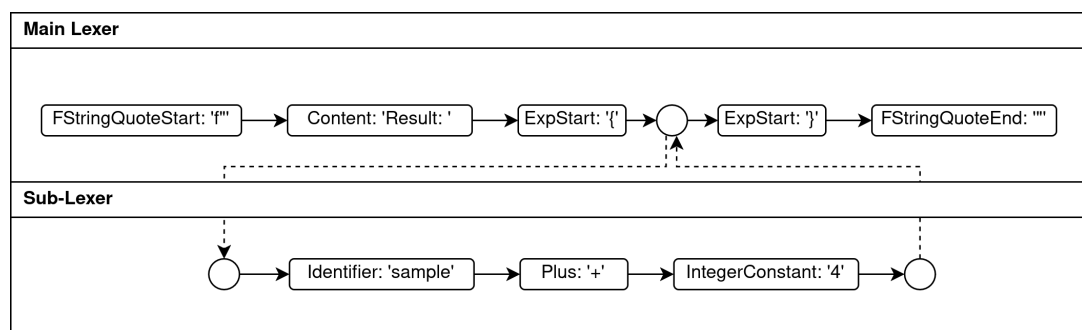 Main Lexer
FStringQuoteStart: 'f"'
Content: 'Result: '
ExpStart: '{'
ExpStart: '}'
FStringQuoteEnd: '"'
Sub-Lexer
Identifier: 'sample'
Plus: '+'
IntegerConstant: '4'